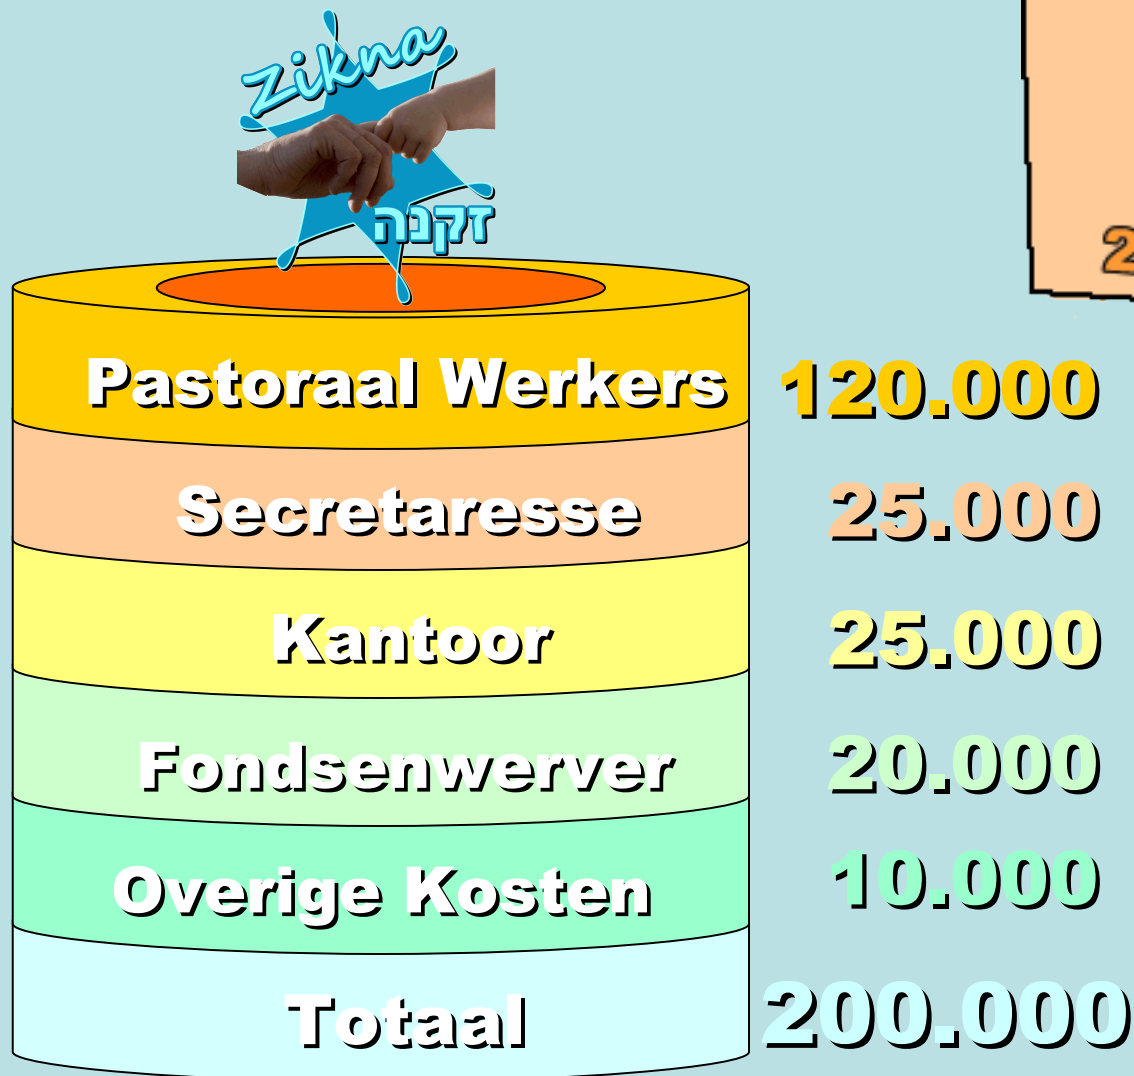 Zikna
זקנה
2
Pastoraal Werkers 120.000
Secretaresse 25.000
Kantoor 25.000
Fondsenwerver 20.000
Overige Kosten 10.000
Totaal 200.000